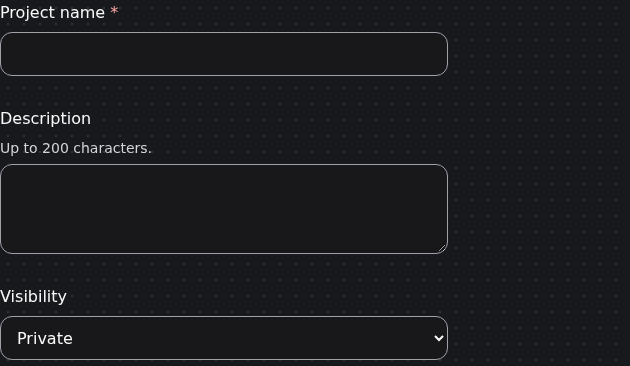 Project name *
Description
Up to 200 characters.
Visibility
Private